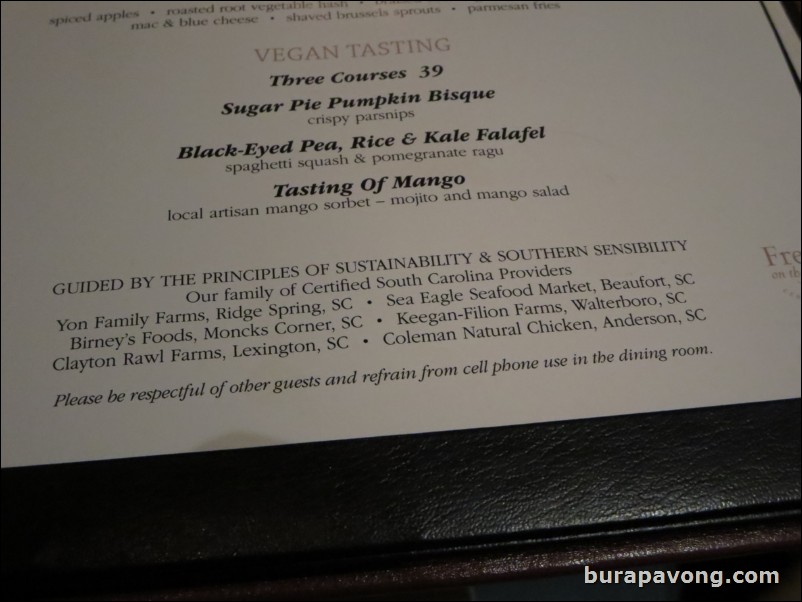 spiced apples • roasted root vegetable hash •
mac & blue cheese • shaved brussels sprouts • parmesan fries
VEGAN TASTING
Three Courses 39
Sugar Pie Pumpkin Bisque
crispy parsnips
Black-Eyed Pea, Rice & Kale Falafel
spaghetti squash & pomegranate ragu
Tasting Of Mango
local artisan mango sorbet – mojito and mango salad
GUIDED BY THE PRINCIPLES OF SUSTAINABILITY & SOUTHERN SENSIBILITY
Our family of Certified South Carolina Providers
Yon Family Farms, Ridge Spring, SC • Sea Eagle Seafood Market, Beaufort, SC
Birney's Foods, Moncks Corner, SC • Keegan-Filion Farms, Walterboro, SC
Clayton Rawl Farms, Lexington, SC • Coleman Natural Chicken, Anderson, SC
Please be respectful of other guests and refrain from cell phone use in the dining room.
Fre
on th
burapavong.com